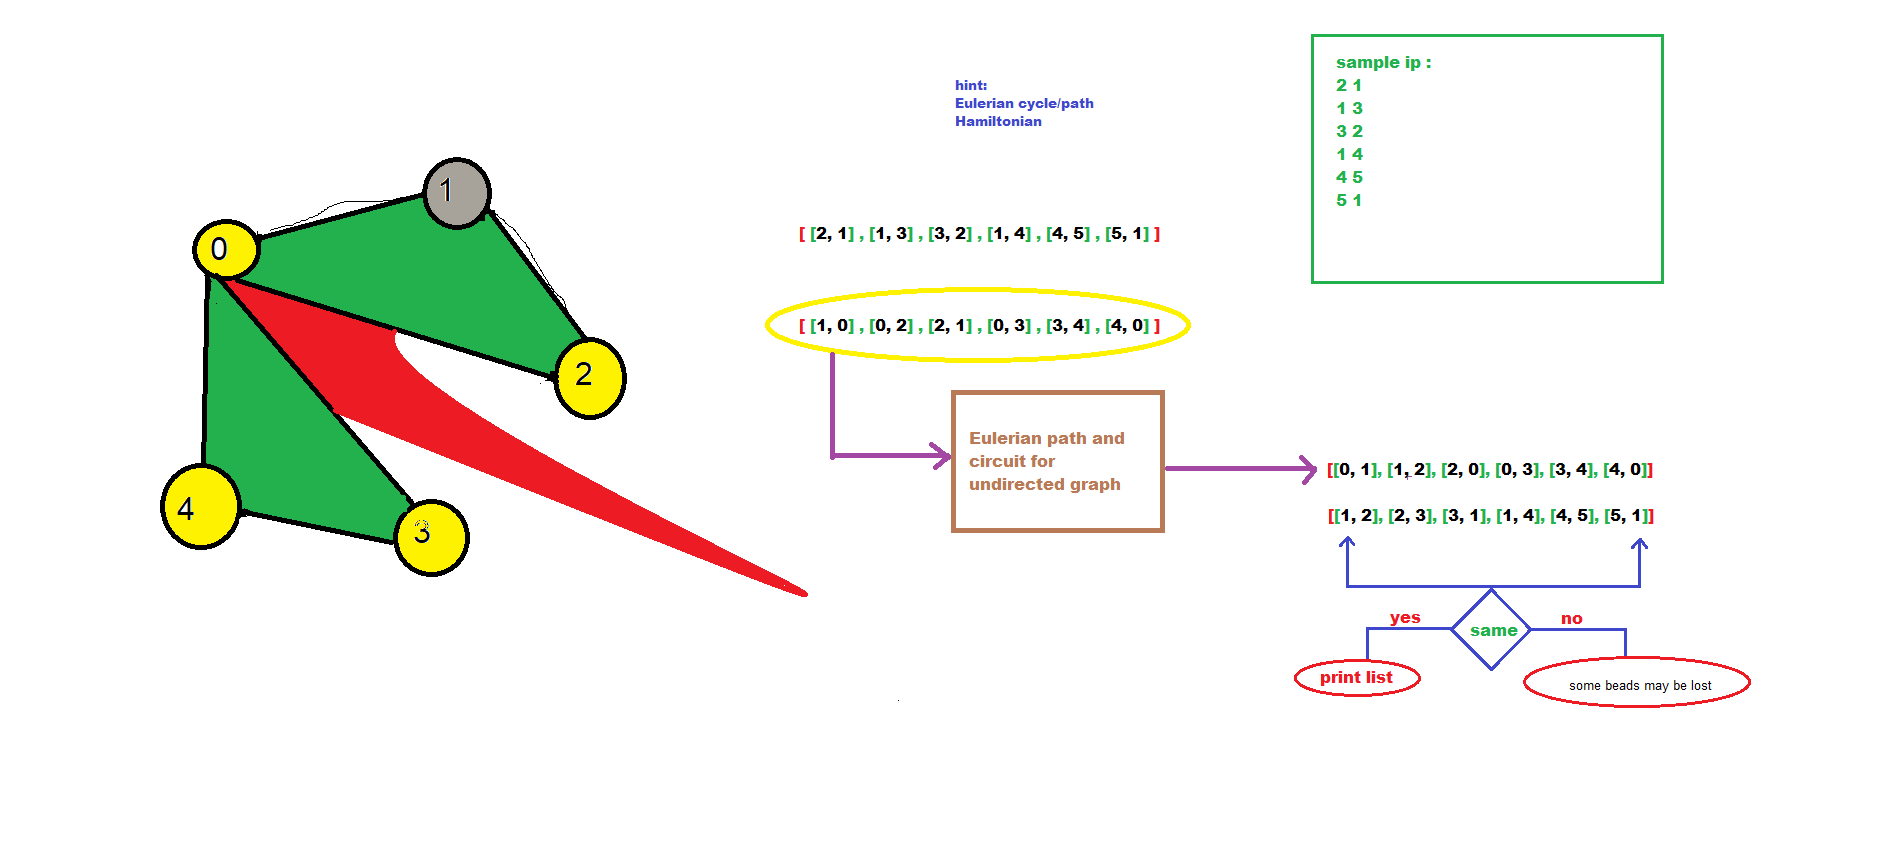 hint:
Eulerian cycle/path
Hamiltonian
sample ip :
2 1
1 3
3 2
1 4
4 5
5 1
1
0
2
4
3
[ [2, 1] , [1, 3] , [3, 2] , [1, 4] , [4, 5] , [5, 1] ]
[ [1, 0] , [0, 2] , [2, 1] , [0, 3] , [3, 4] , [4, 0] ]
Eulerian path and
circuit for
undirected graph
[[0, 1], [1, 2], [2, 0], [0, 3], [3, 4], [4, 0]]
[[1, 2], [2, 3], [3, 1], [1, 4], [4, 5], [5, 1]]
yes
same
no
print list
some beads may be lost